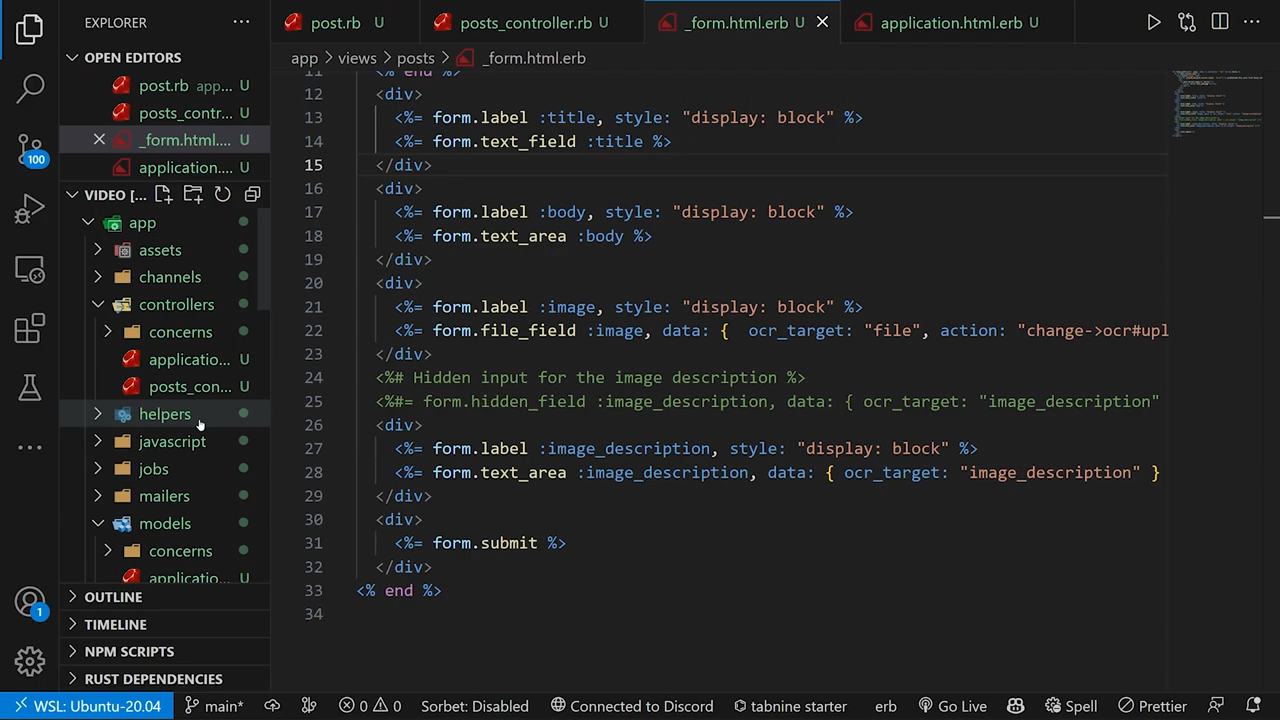 EXPLORER
OPEN EDITORS
post.rb app... U
posts_contr... U
_form.html.... U
application.... U
VIDEO [...
app
assets
channels
controllers
concerns
applicatio... U
posts_con... U
helpers
javascript
jobs
mailers
models
concerns
applicatio... U
OUTLINE
TIMELINE
NPM SCRIPTS
RUST DEPENDENCIES
100
1
post.rb U
posts_controller.rb U
_form.html.erb U
application.html.erb U
app > views > posts > _form.html.erb
11 <% end %>
12 <div>
13 <%= form.label :title, style: "display: block" %>
14 <%= form.text_field :title %>
15 </div>
16 <div>
17 <%= form.label :body, style: "display: block" %>
18 <%= form.text_area :body %>
19 </div>
20 <div>
21 <%= form.label :image, style: "display: block" %>
22 <%= form.file_field :image, data: {  ocr_target: "file", action: "change->ocr#upl
23 </div>
24 <%# Hidden input for the image description %>
25 <%#= form.hidden_field :image_description, data: { ocr_target: "image_description"
26 <div>
27 <%= form.label :image_description, style: "display: block" %>
28 <%= form.text_area :image_description, data: { ocr_target: "image_description" }
29 </div>
30 <div>
31 <%= form.submit %>
32 </div>
33 <% end %>
34
WSL: Ubuntu-20.04 main* 0 0 Sorbet: Disabled Connected to Discord tabnine starter erb Go Live Spell Prettier